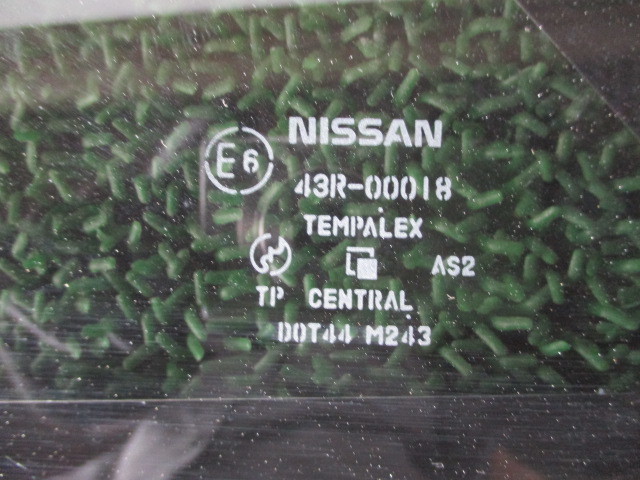 NISSAN
E6
43R-00018
TEMPALEX
AS2
TP CENTRAL
DOT44 M243